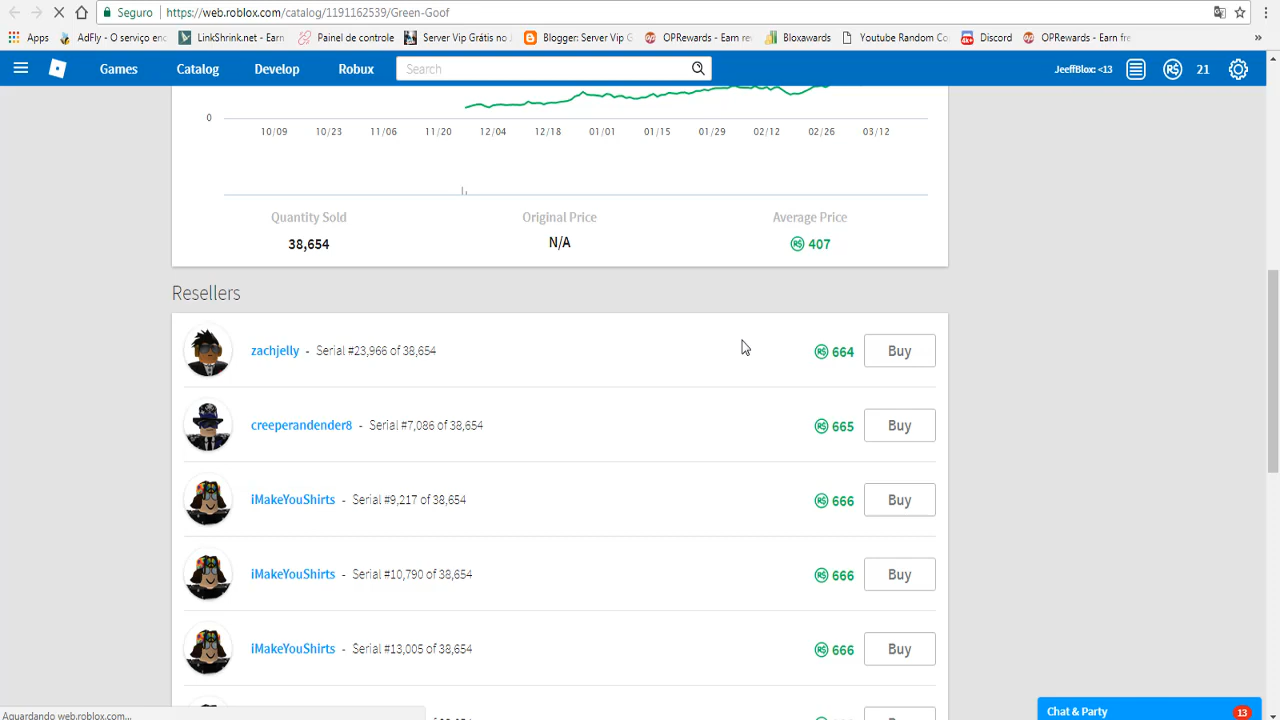 Seguro | https://web.roblox.com/catalog/1191162539/Green-Goof
Apps AdFly - O serviço en LinkShrink.net - Earn Painel de controle Server Vip Grátis no J Blogger: Server Vip G OPRewards - Earn re Bloxawards Youtube Random Co Discord OPRewards - Earn fre »
Games Catalog Develop Robux Search JeeffBlox: <13 R$ 21
0
10/09 10/23 11/06 11/20 12/04 12/18 01/01 01/15 01/29 02/12 02/26 03/12
Quantity Sold Original Price Average Price
38,654 N/A R$ 407
Resellers
zachjelly - Serial #23,966 of 38,654 R$ 664 Buy
creeperandender8 - Serial #7,086 of 38,654 R$ 665 Buy
iMakeYouShirts - Serial #9,217 of 38,654 R$ 666 Buy
iMakeYouShirts - Serial #10,790 of 38,654 R$ 666 Buy
iMakeYouShirts - Serial #13,005 of 38,654 R$ 666 Buy
Aguardando web.roblox.com...
Chat & Party 13